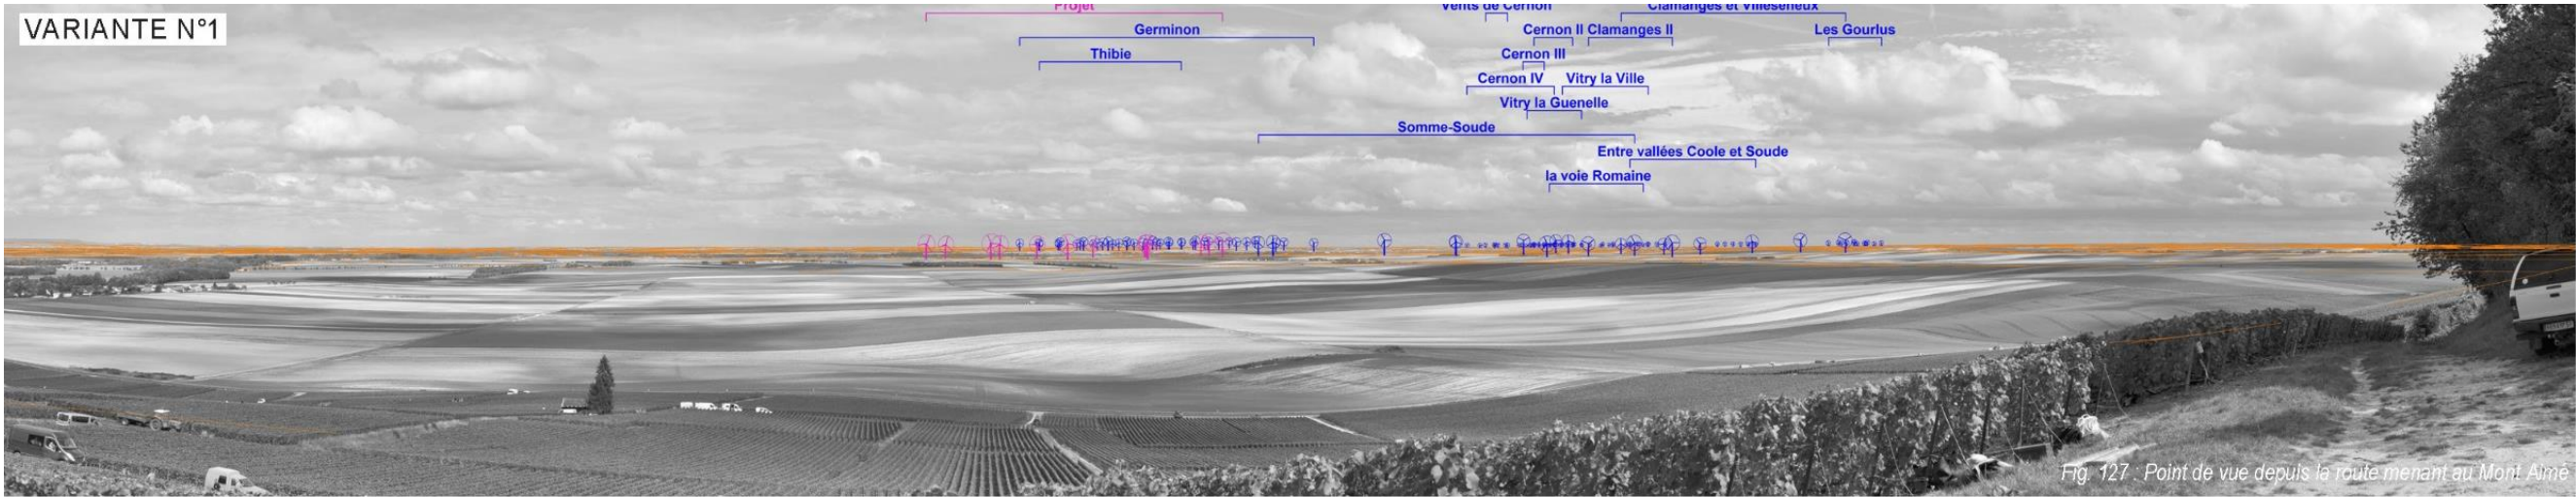 VARIANTE N°1
Projet
Vents de Cernon
Clamanges et Villeseneux
Germinon
Cernon II
Clamanges II
Les Gourlus
Thibie
Cernon III
Cernon IV
Vitry la Ville
Vitry la Guenelle
Somme-Soude
Entre vallées Coole et Soude
la voie Romaine
Fig. 127 : Point de vue depuis la route menant au Mont Aimé